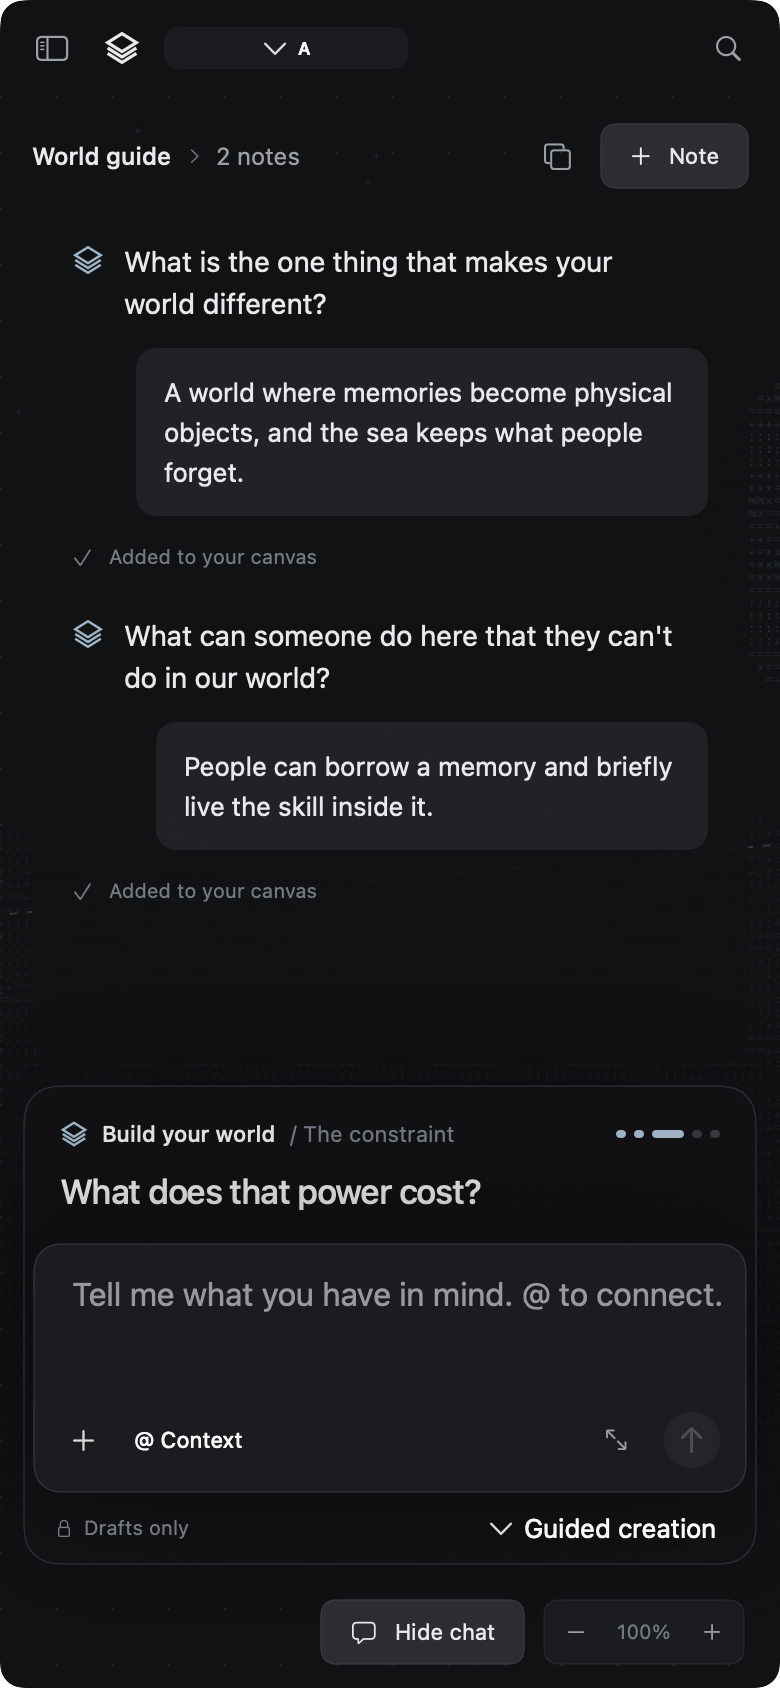 A
World guide > 2 notes
+ Note
What is the one thing that makes your
world different?
A world where memories become physical
objects, and the sea keeps what people
forget.
Added to your canvas
What can someone do here that they can't
do in our world?
People can borrow a memory and briefly
live the skill inside it.
Added to your canvas
Build your world / The constraint
What does that power cost?
Tell me what you have in mind. @ to connect.
+ @ Context
Drafts only
Guided creation
Hide chat
− 100% +